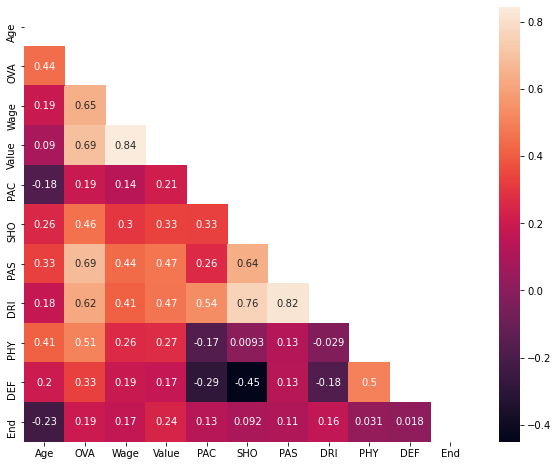 Age
OVA 0.44
Wage 0.19 0.65
Value 0.09 0.69 0.84
PAC -0.18 0.19 0.14 0.21
SHO 0.26 0.46 0.3 0.33 0.33
PAS 0.33 0.69 0.44 0.47 0.26 0.64
DRI 0.18 0.62 0.41 0.47 0.54 0.76 0.82
PHY 0.41 0.51 0.26 0.27 -0.17 0.0093 0.13 -0.029
DEF 0.2 0.33 0.19 0.17 -0.29 -0.45 0.13 -0.18 0.5
End -0.23 0.19 0.17 0.24 0.13 0.092 0.11 0.16 0.031 0.018
Age OVA Wage Value PAC SHO PAS DRI PHY DEF End
0.8
0.6
0.4
0.2
0.0
−0.2
−0.4